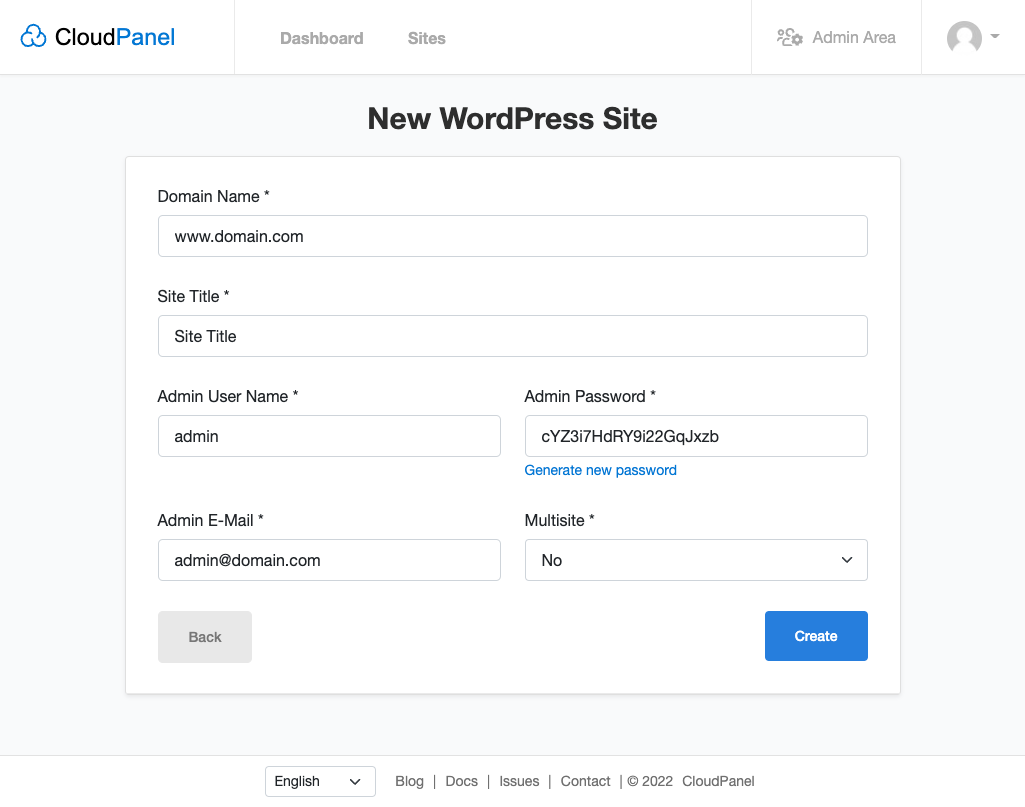 CloudPanel Dashboard Sites Admin Area
New WordPress Site
Domain Name *
www.domain.com
Site Title *
Site Title
Admin User Name * Admin Password *
admin cYZ3i7HdRY9i22GqJxzb
Generate new password
Admin E-Mail * Multisite *
admin@domain.com No
Back Create
English Blog | Docs | Issues | Contact | © 2022 CloudPanel